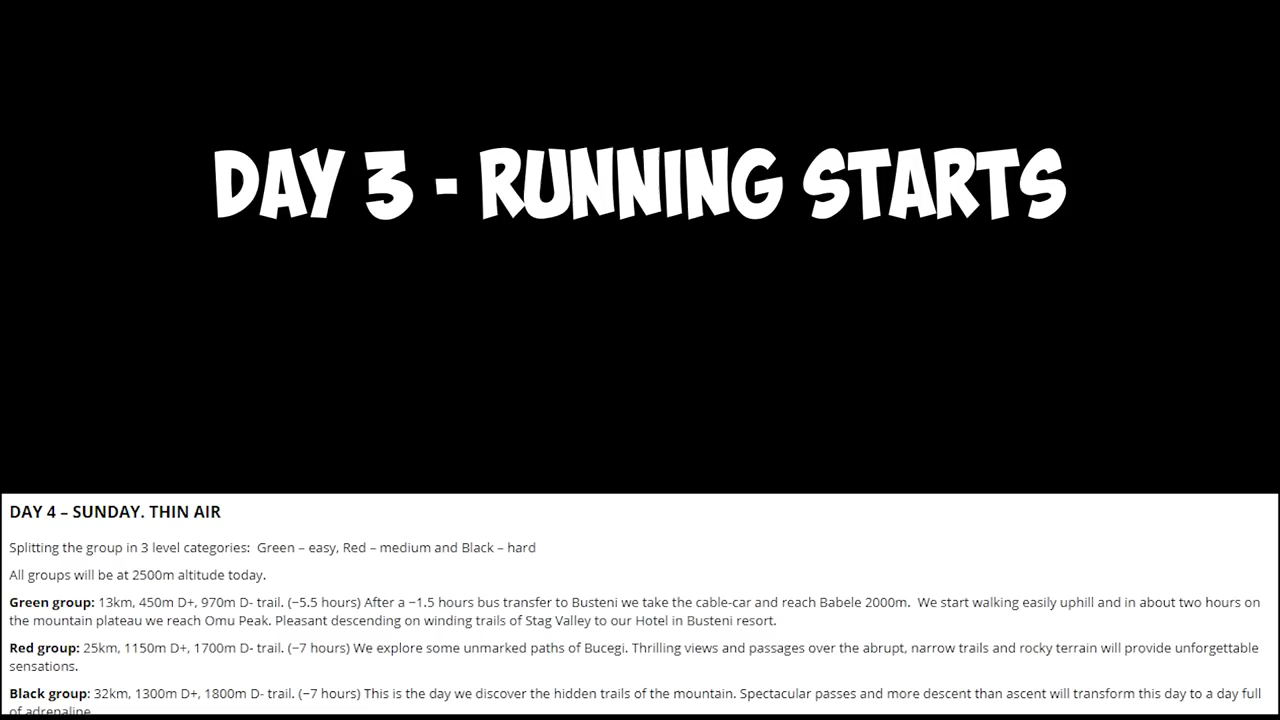 DAY 3 - RUNNING STARTS
DAY 4 – SUNDAY. THIN AIR
Splitting the group in 3 level categories:  Green – easy, Red – medium and Black – hard
All groups will be at 2500m altitude today.
Green group: 13km, 450m D+, 970m D- trail. (~5.5 hours) After a ~1.5 hours bus transfer to Busteni we take the cable-car and reach Babele 2000m.  We start walking easily uphill and in about two hours on
the mountain plateau we reach Omu Peak. Pleasant descending on winding trails of Stag Valley to our Hotel in Busteni resort.
Red group: 25km, 1150m D+, 1700m D- trail. (~7 hours) We explore some unmarked paths of Bucegi. Thrilling views and passages over the abrupt, narrow trails and rocky terrain will provide unforgettable
sensations.
Black group: 32km, 1300m D+, 1800m D- trail. (~7 hours) This is the day we discover the hidden trails of the mountain. Spectacular passes and more descent than ascent will transform this day to a day full
of adrenaline